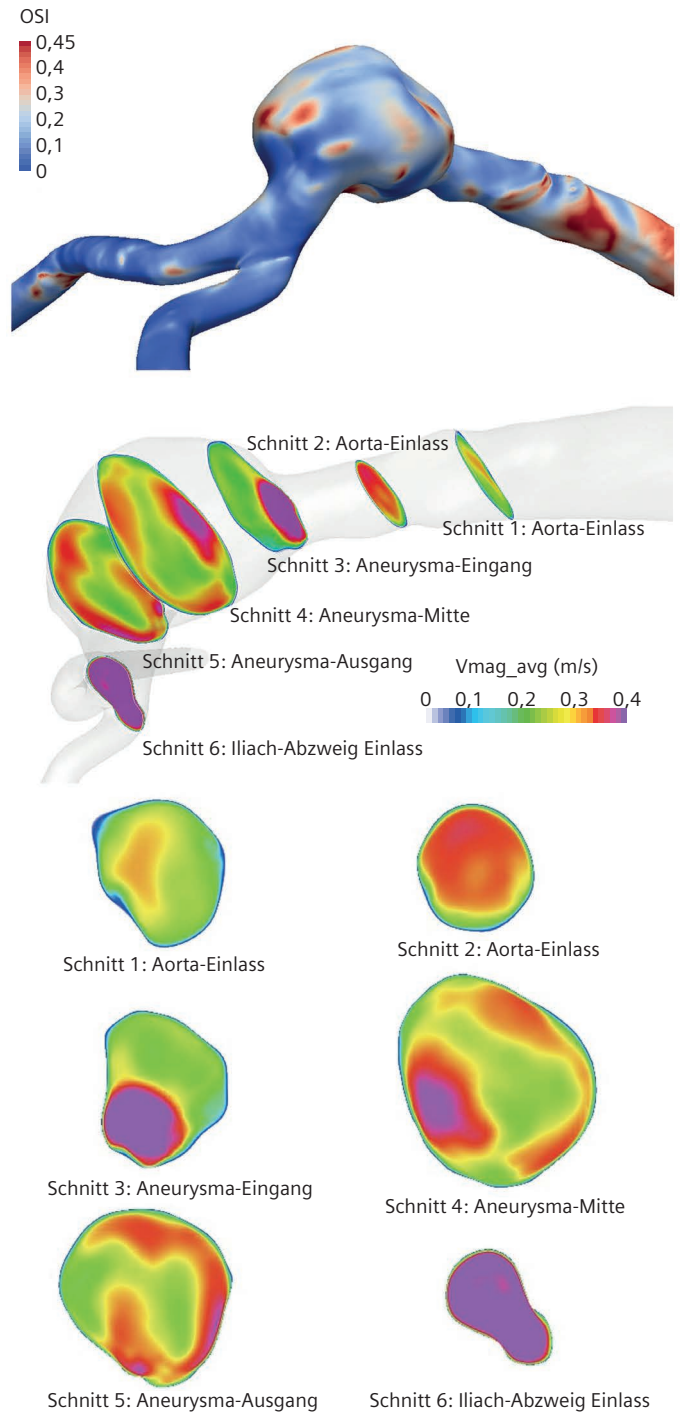 OSI
0,45
0,4
0,3
0,2
0,1
0
Schnitt 2: Aorta-Einlass
Schnitt 1: Aorta-Einlass
Schnitt 3: Aneurysma-Eingang
Schnitt 4: Aneurysma-Mitte
Schnitt 5: Aneurysma-Ausgang
Vmag_avg (m/s)
0 0,1 0,2 0,3 0,4
Schnitt 6: Iliach-Abzweig Einlass
Schnitt 1: Aorta-Einlass
Schnitt 2: Aorta-Einlass
Schnitt 3: Aneurysma-Eingang
Schnitt 4: Aneurysma-Mitte
Schnitt 5: Aneurysma-Ausgang
Schnitt 6: Iliach-Abzweig Einlass